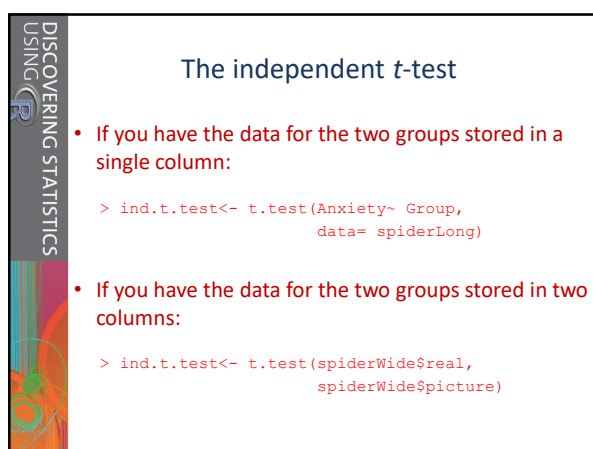 DISCOVERING STATISTICS
USING R
The independent t-test
• If you have the data for the two groups stored in a
single column:
> ind.t.test<- t.test(Anxiety~ Group,
data= spiderLong)
• If you have the data for the two groups stored in two
columns:
> ind.t.test<- t.test(spiderWide$real,
spiderWide$picture)